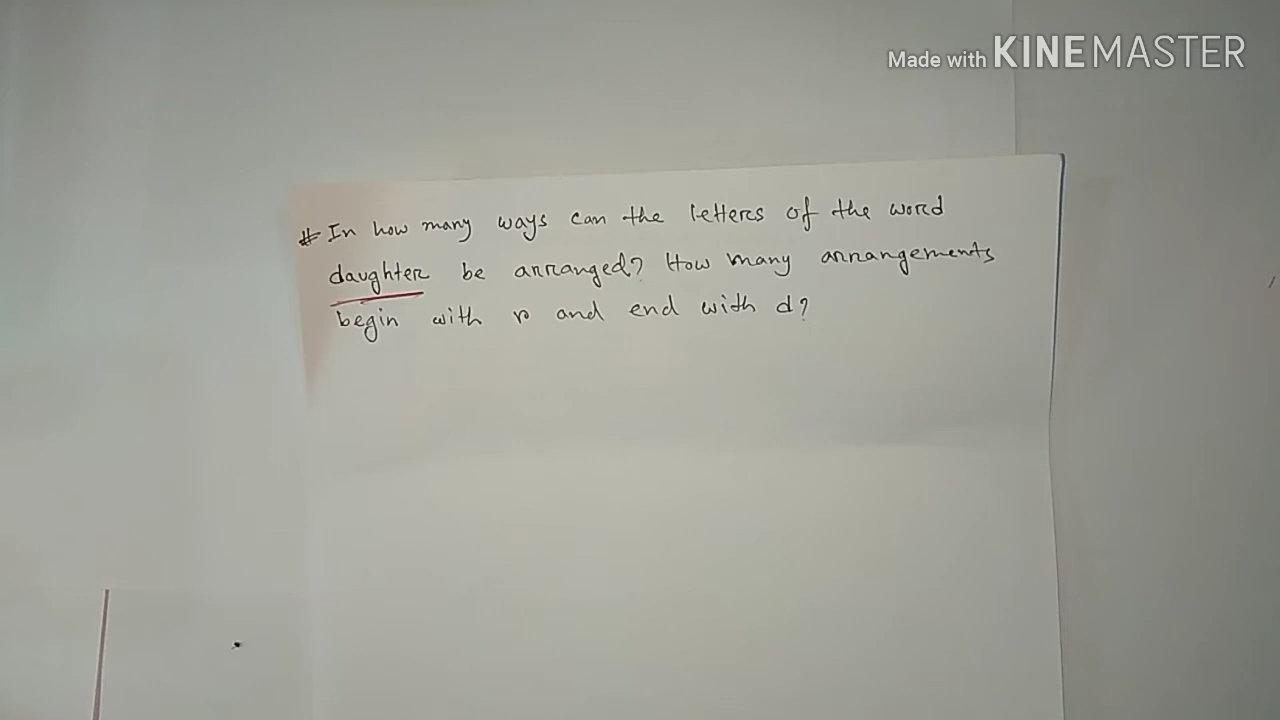 Made with KINEMASTER
# In how many ways can the letters of the word
daughter be arranged? How many arrangements
begin with r and end with d?